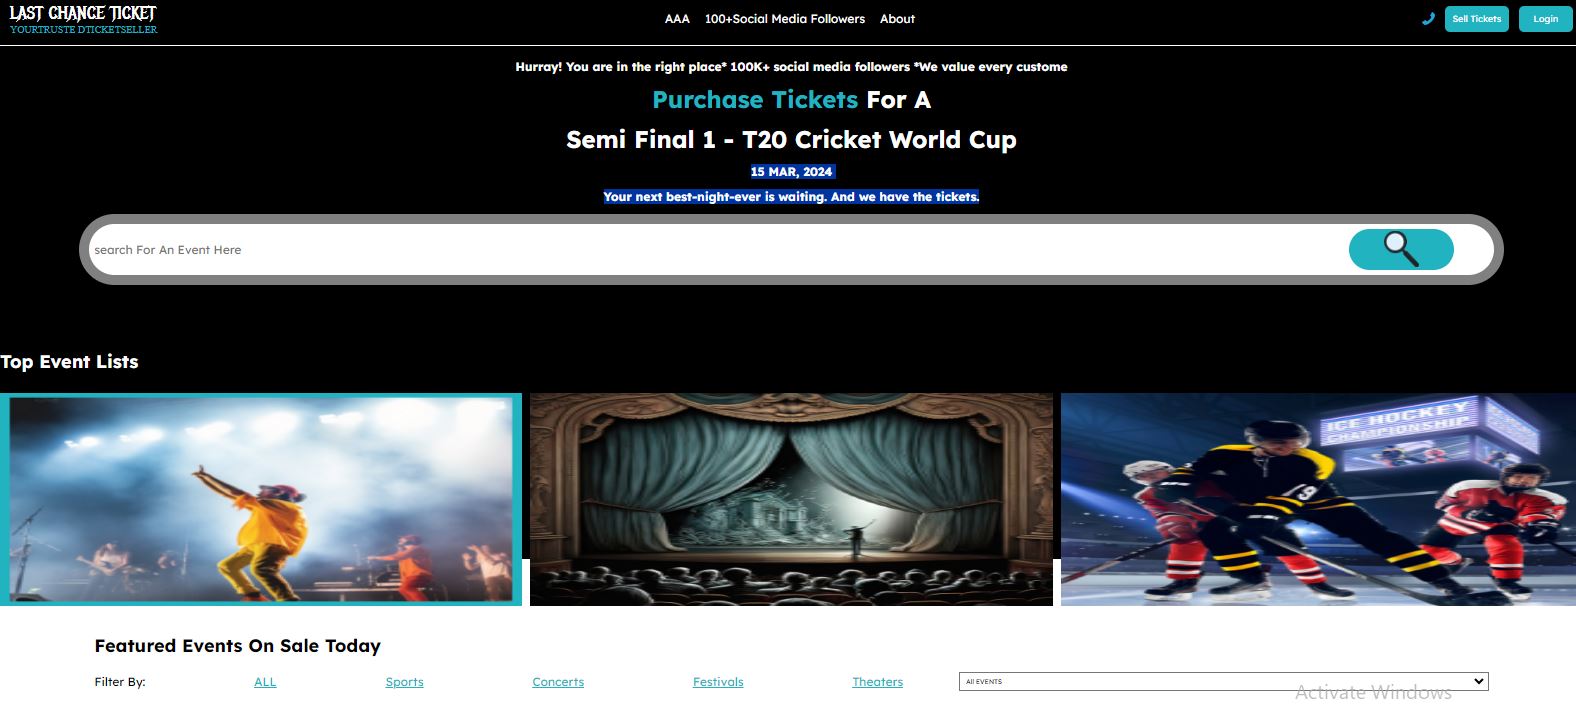 LAST CHANCE TICKET
YOURTRUSTE DTICKETSELLER
AAA 100+Social Media Followers About
Sell Tickets Login
Hurray! You are in the right place* 100K+ social media followers *We value every custome
Purchase Tickets For A
Semi Final 1 - T20 Cricket World Cup
15 MAR, 2024
Your next best-night-ever is waiting. And we have the tickets.
search For An Event Here
Top Event Lists
ICE HOCKEY
CHAMPIONSHIP
Featured Events On Sale Today
Filter By: ALL Sports Concerts Festivals Theaters All EVENTS
Activate Windows